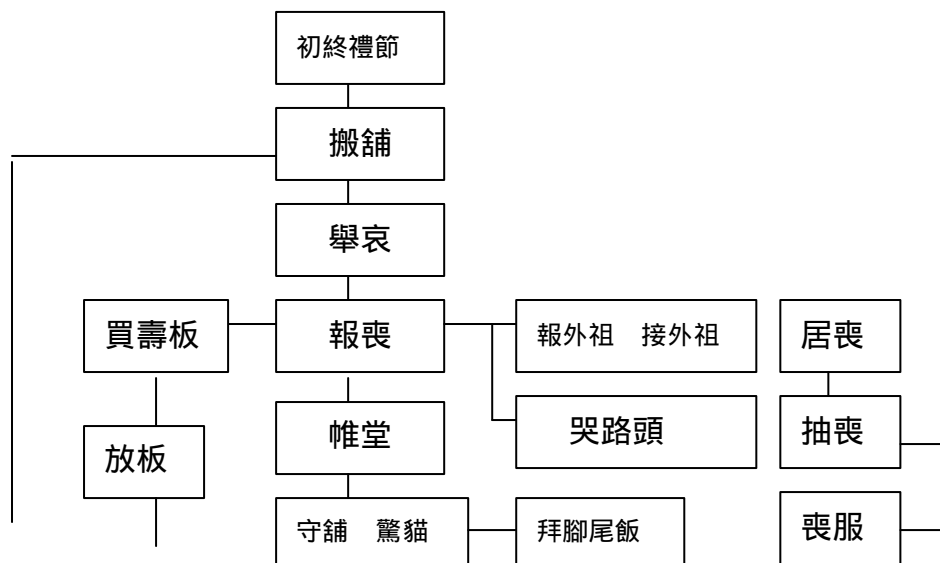 初終禮節
搬舖
舉哀
買壽板
報喪
報外祖　接外祖
居喪
帷堂
哭路頭
抽喪
放板
守舖　驚貓
拜腳尾飯
喪服